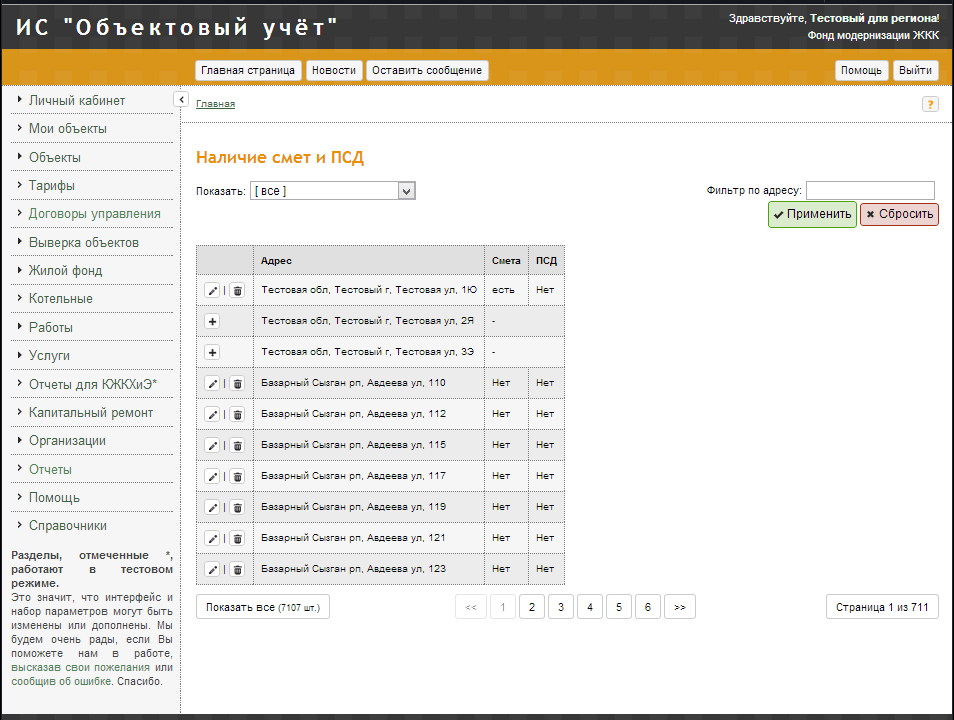 ИС "Объектовый учёт"
Здравствуйте, Тестовый для региона!
Фонд модернизации ЖКК
Главная страница
Новости
Оставить сообщение
Помощь
Выйти
Личный кабинет
Мои объекты
Объекты
Тарифы
Договоры управления
Выверка объектов
Жилой фонд
Котельные
Работы
Услуги
Отчеты для КЖКХиЭ*
Капитальный ремонт
Организации
Отчеты
Помощь
Справочники
Разделы, отмеченные *,
работают в тестовом
режиме.
Это значит, что интерфейс и
набор параметров могут быть
изменены или дополнены. Мы
будем очень рады, если Вы
поможете нам в работе,
высказав свои пожелания или
сообщив об ошибке. Спасибо.
Главная
?
Наличие смет и ПСД
Показать: [ все ]
Фильтр по адресу:
Применить
Сбросить
Адрес Смета ПСД
| Тестовая обл, Тестовый г, Тестовая ул, 1Ю есть Нет
Тестовая обл, Тестовый г, Тестовая ул, 2Я -
Тестовая обл, Тестовый г, Тестовая ул, 3Э -
| Базарный Сызган рп, Авдеева ул, 110 Нет Нет
| Базарный Сызган рп, Авдеева ул, 112 Нет Нет
| Базарный Сызган рп, Авдеева ул, 115 Нет Нет
| Базарный Сызган рп, Авдеева ул, 117 Нет Нет
| Базарный Сызган рп, Авдеева ул, 119 Нет Нет
| Базарный Сызган рп, Авдеева ул, 121 Нет Нет
| Базарный Сызган рп, Авдеева ул, 123 Нет Нет
Показать все (7107 шт.)
<< 1 2 3 4 5 6 >>
Страница 1 из 711